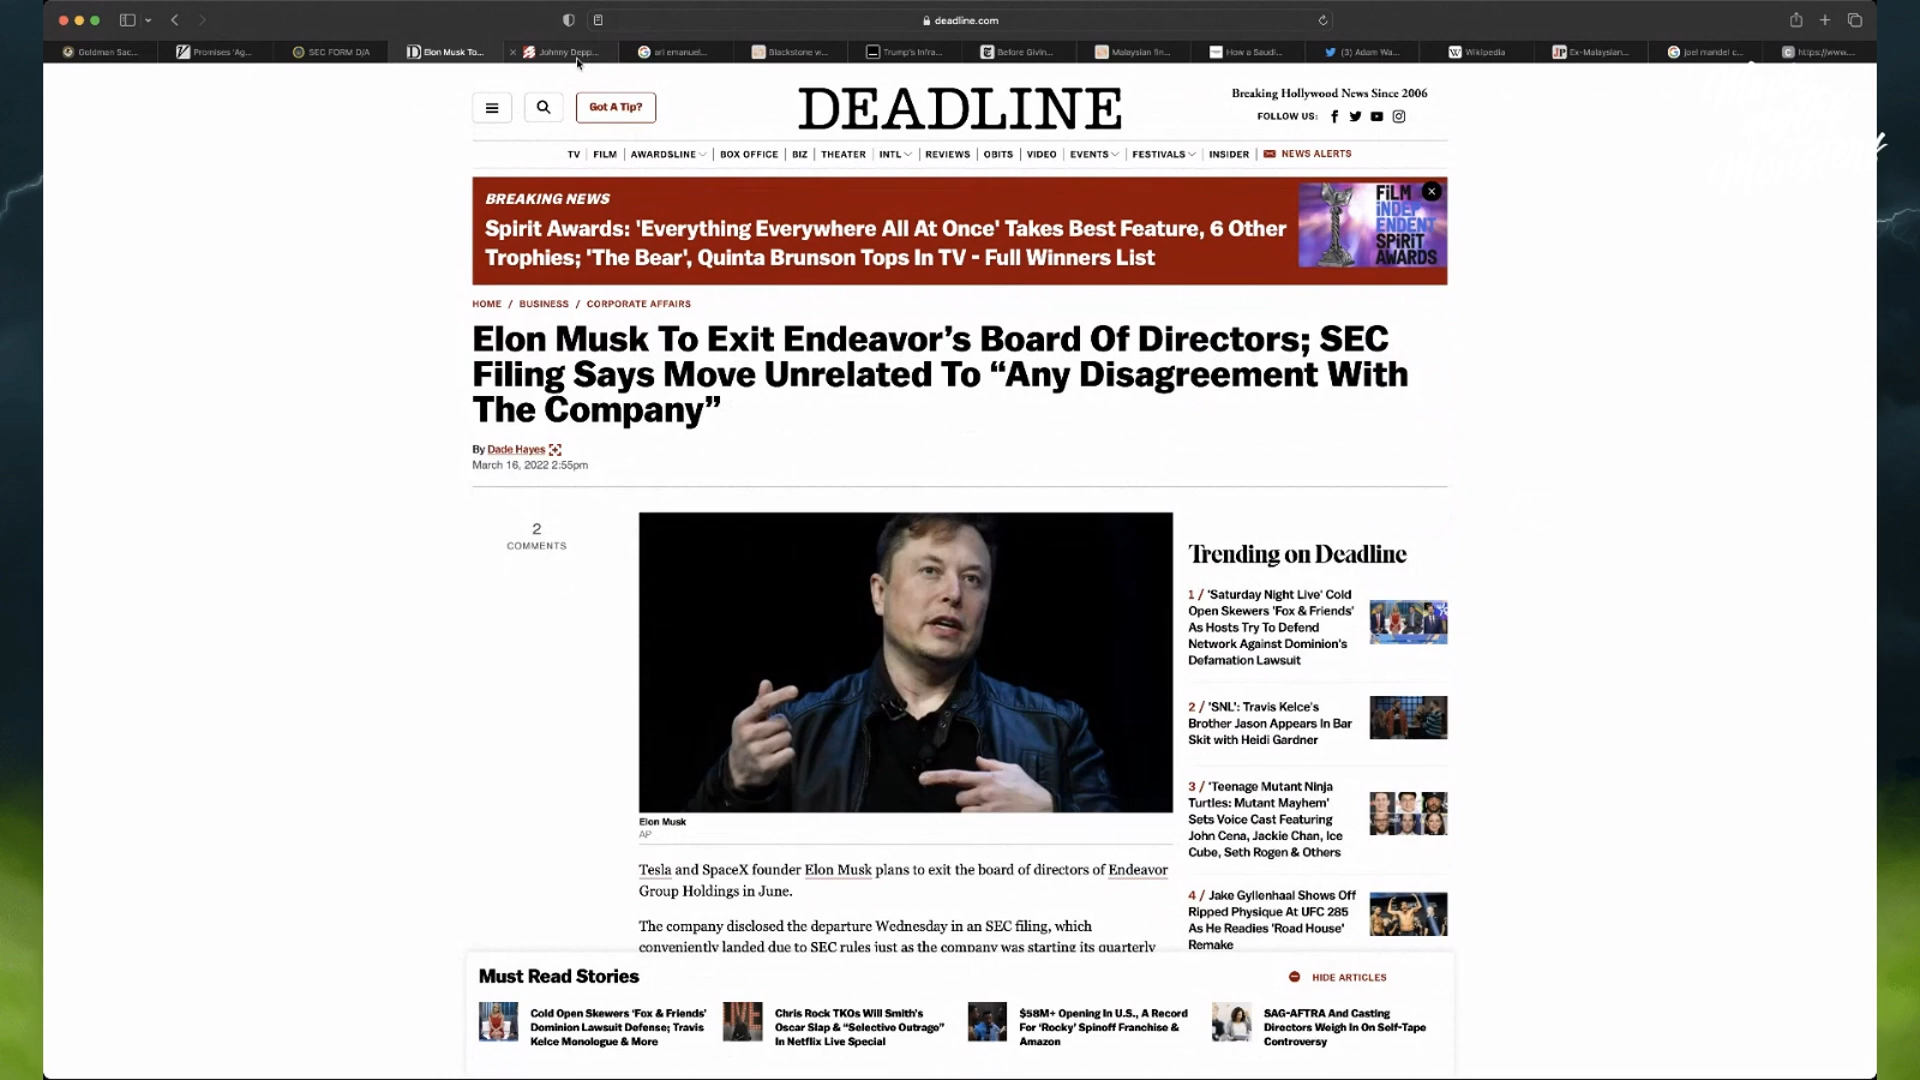 deadline.com
Goldman Sac...
Promises 'Ag...
SEC FORM D/A
Elon Musk To...
Johnny Depp...
ari emanuel...
Blackstone w...
Trump's Infra...
Before Givin...
Malaysian fin...
How a Saudi...
(3) Adam Wa...
Wikipedia
Ex-Malaysian...
joel mandel c...
https://www...
Got A Tip?
DEADLINE
Breaking Hollywood News Since 2006
FOLLOW US:
TV | FILM | AWARDSLINE | BOX OFFICE | BIZ | THEATER | INTL | REVIEWS | OBITS | VIDEO | EVENTS | FESTIVALS | INSIDER | NEWS ALERTS
BREAKING NEWS
Spirit Awards: 'Everything Everywhere All At Once' Takes Best Feature, 6 Other
Trophies; 'The Bear', Quinta Brunson Tops In TV - Full Winners List
FiLM
iNDEP
ENDENT
SPiRiT
AWARDS
HOME / BUSINESS / CORPORATE AFFAIRS
Elon Musk To Exit Endeavor’s Board Of Directors; SEC
Filing Says Move Unrelated To “Any Disagreement With
The Company”
By Dade Hayes
March 16, 2022 2:55pm
2
COMMENTS
Elon Musk
AP
Tesla and SpaceX founder Elon Musk plans to exit the board of directors of Endeavor
Group Holdings in June.
The company disclosed the departure Wednesday in an SEC filing, which
conveniently landed due to SEC rules just as the company was starting its quarterly
Trending on Deadline
1 / 'Saturday Night Live' Cold
Open Skewers 'Fox & Friends'
As Hosts Try To Defend
Network Against Dominion's
Defamation Lawsuit
2 / 'SNL': Travis Kelce's
Brother Jason Appears In Bar
Skit with Heidi Gardner
3 / 'Teenage Mutant Ninja
Turtles: Mutant Mayhem'
Sets Voice Cast Featuring
John Cena, Jackie Chan, Ice
Cube, Seth Rogen & Others
4 / Jake Gyllenhaal Shows Off
Ripped Physique At UFC 285
As He Readies 'Road House'
Remake
Must Read Stories
HIDE ARTICLES
Cold Open Skewers 'Fox & Friends'
Dominion Lawsuit Defense; Travis
Kelce Monologue & More
Chris Rock TKOs Will Smith's
Oscar Slap & “Selective Outrage”
In Netflix Live Special
$58M+ Opening In U.S., A Record
For 'Rocky' Spinoff Franchise &
Amazon
SAG-AFTRA And Casting
Directors Weigh In On Self-Tape
Controversy